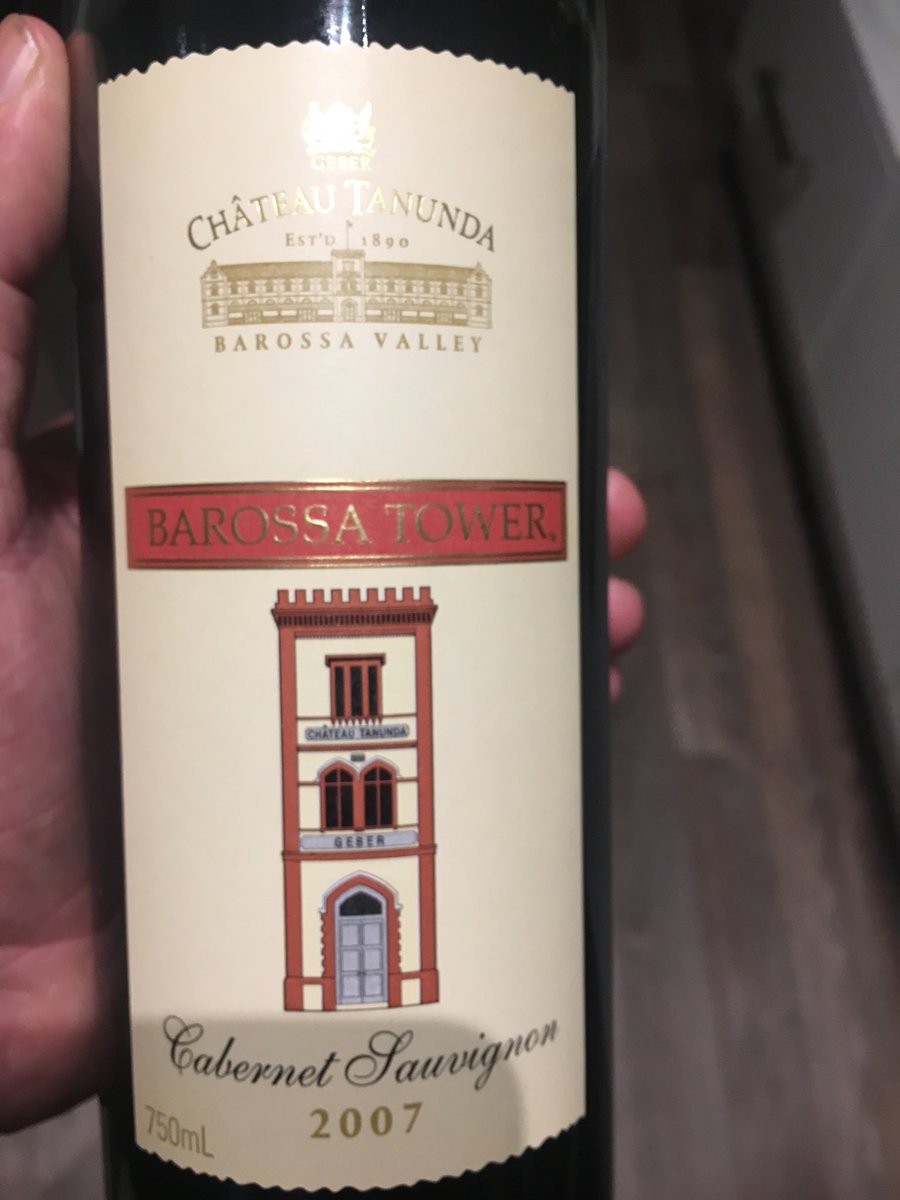 GEBER
CHÂTEAU TANUNDA
EST'D 1890
BAROSSA VALLEY
BAROSSA TOWER
CHÂTEAU TANUNDA
GEBER
Cabernet Sauvignon
2007
750mL